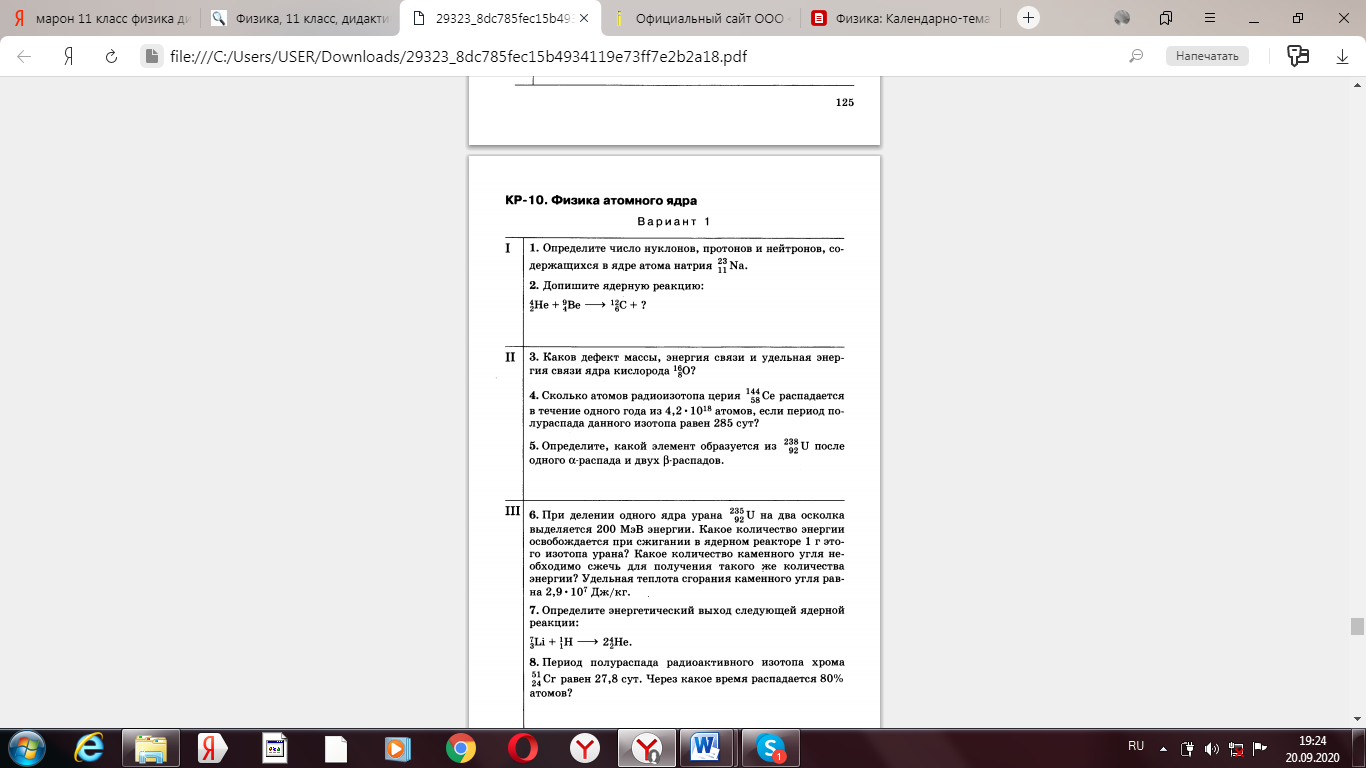 марон 11 класс физика ди
Физика, 11 класс, дидакти
29323_8dc785fec15b493
Официальный сайт ООО
Физика: Календарно-тема
file:///C:/Users/USER/Downloads/29323_8dc785fec15b4934119e73ff7e2b2a18.pdf
Напечатать
125
КР-10. Физика атомного ядра
Вариант 1
I
1. Определите число нуклонов, протонов и нейтронов, со-
держащихся в ядре атома натрия ²³₁₁Na.
2. Допишите ядерную реакцию:
⁴₂He + ⁹₄Be ⟶ ¹²₆C + ?
II
3. Каков дефект массы, энергия связи и удельная энер-
гия связи ядра кислорода ¹⁶₈O?
4. Сколько атомов радиоизотопа церия ¹⁴⁴₅₈Ce распадается
в течение одного года из 4,2 · 10¹⁸ атомов, если период по-
лураспада данного изотопа равен 285 сут?
5. Определите, какой элемент образуется из ²³⁸₉₂U после
одного α-распада и двух β-распадов.
III
6. При делении одного ядра урана ²³⁵₉₂U на два осколка
выделяется 200 МэВ энергии. Какое количество энергии
освобождается при сжигании в ядерном реакторе 1 г это-
го изотопа урана? Какое количество каменного угля не-
обходимо сжечь для получения такого же количества
энергии? Удельная теплота сгорания каменного угля рав-
на 2,9 · 10⁷ Дж/кг.
7. Определите энергетический выход следующей ядерной
реакции:
⁷₃Li + ¹₁H ⟶ 2⁴₂He.
8. Период полураспада радиоактивного изотопа хрома
⁵¹₂₄Cr равен 27,8 сут. Через какое время распадается 80%
атомов?
RU
19:24
20.09.2020